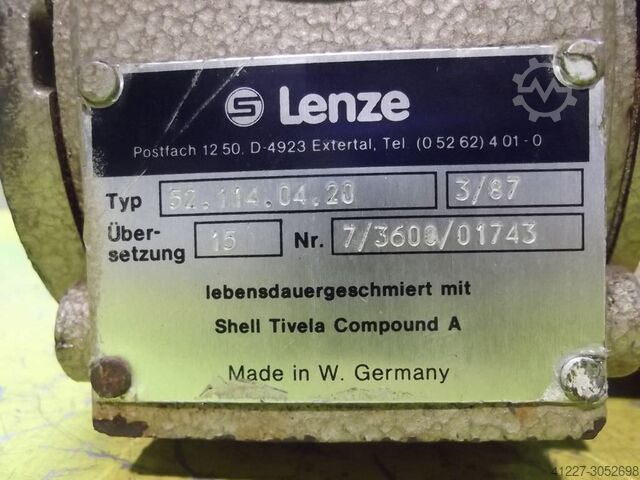 Lenze
Postfach 12 50, D-4923 Extertal, Tel. (0 52 62) 4 01 - 0
Typ 52.114.04.20 3/87
Über-
setzung 15 Nr. 7/3600/01743
lebensdauergeschmiert mit
Shell Tivela Compound A
Made in W. Germany
41227-3052698